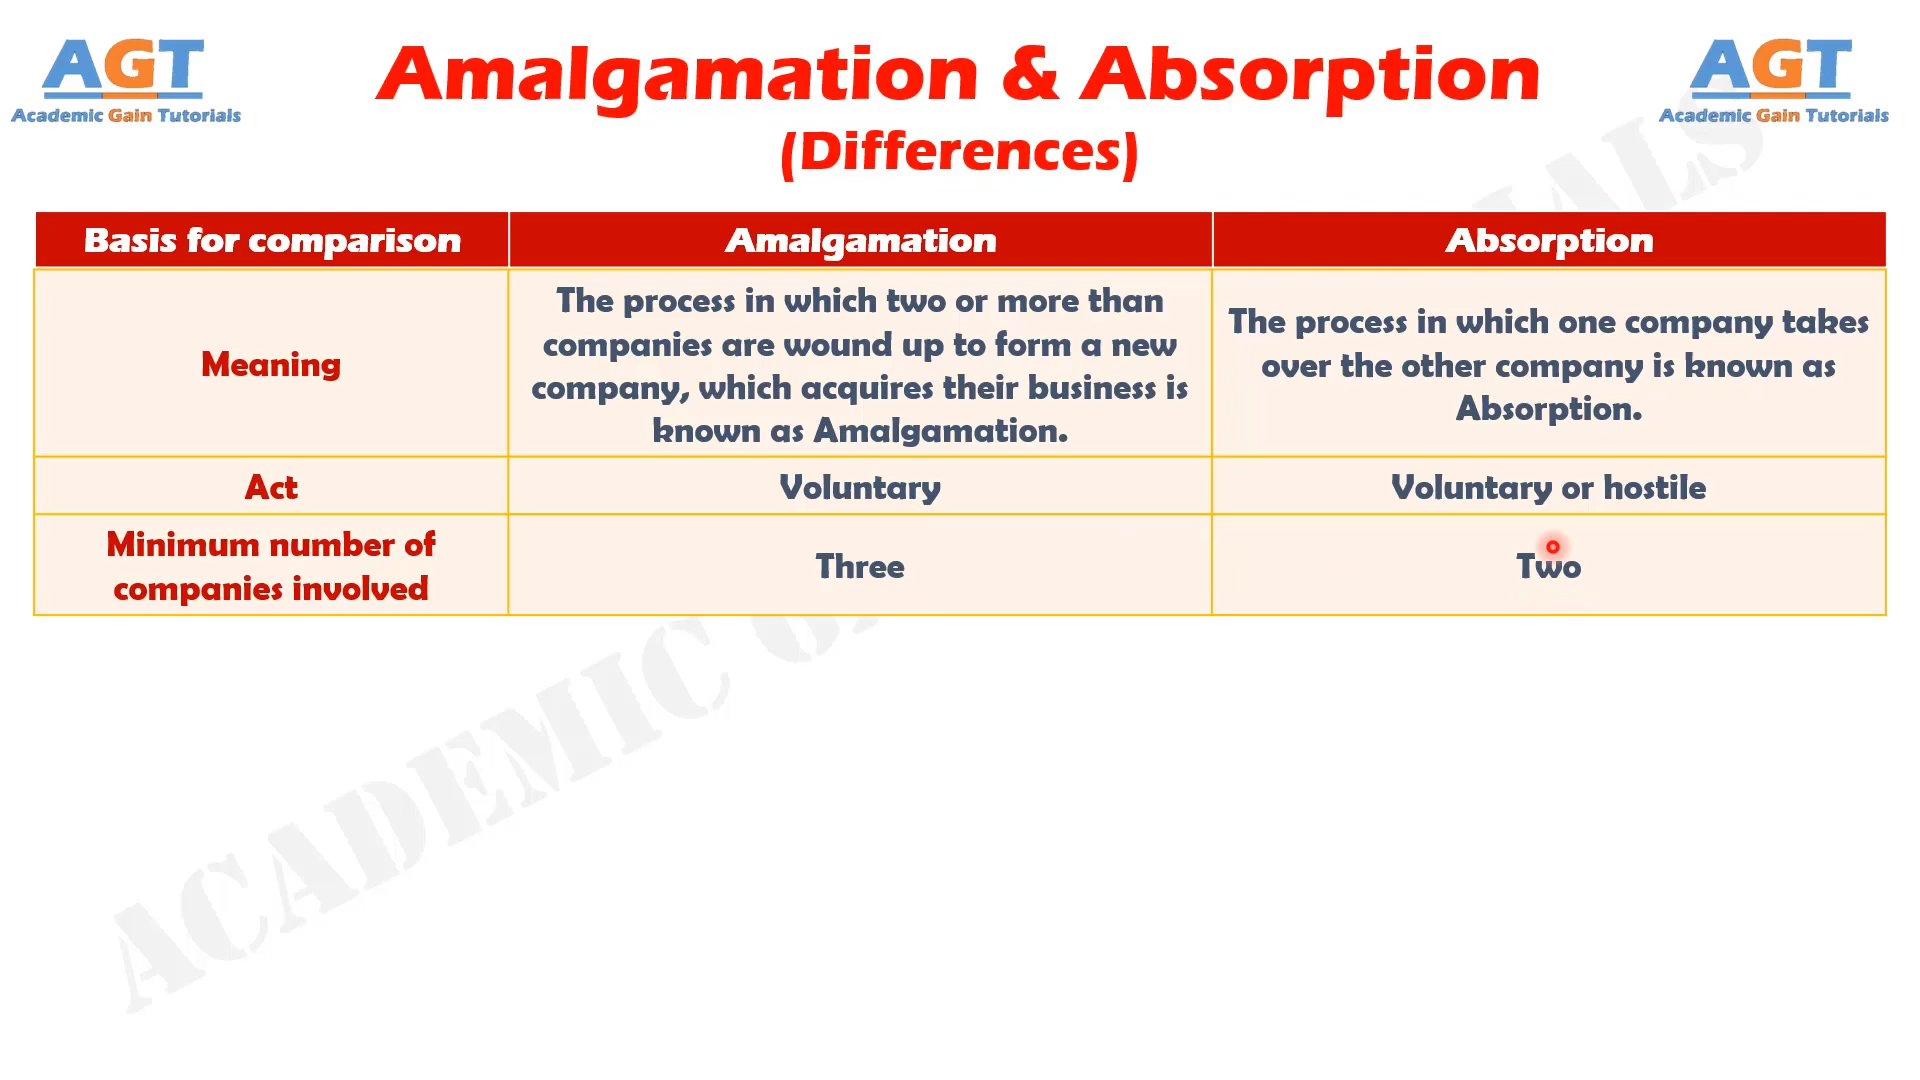 AGT
Academic Gain Tutorials
Amalgamation & Absorption
(Differences)
AGT
Academic Gain Tutorials
Basis for comparison
Amalgamation
Absorption
Meaning
The process in which two or more than
companies are wound up to form a new
company, which acquires their business is
known as Amalgamation.
The process in which one company takes
over the other company is known as
Absorption.
Act
Voluntary
Voluntary or hostile
Minimum number of
companies involved
Three
Two
ACADEMIC